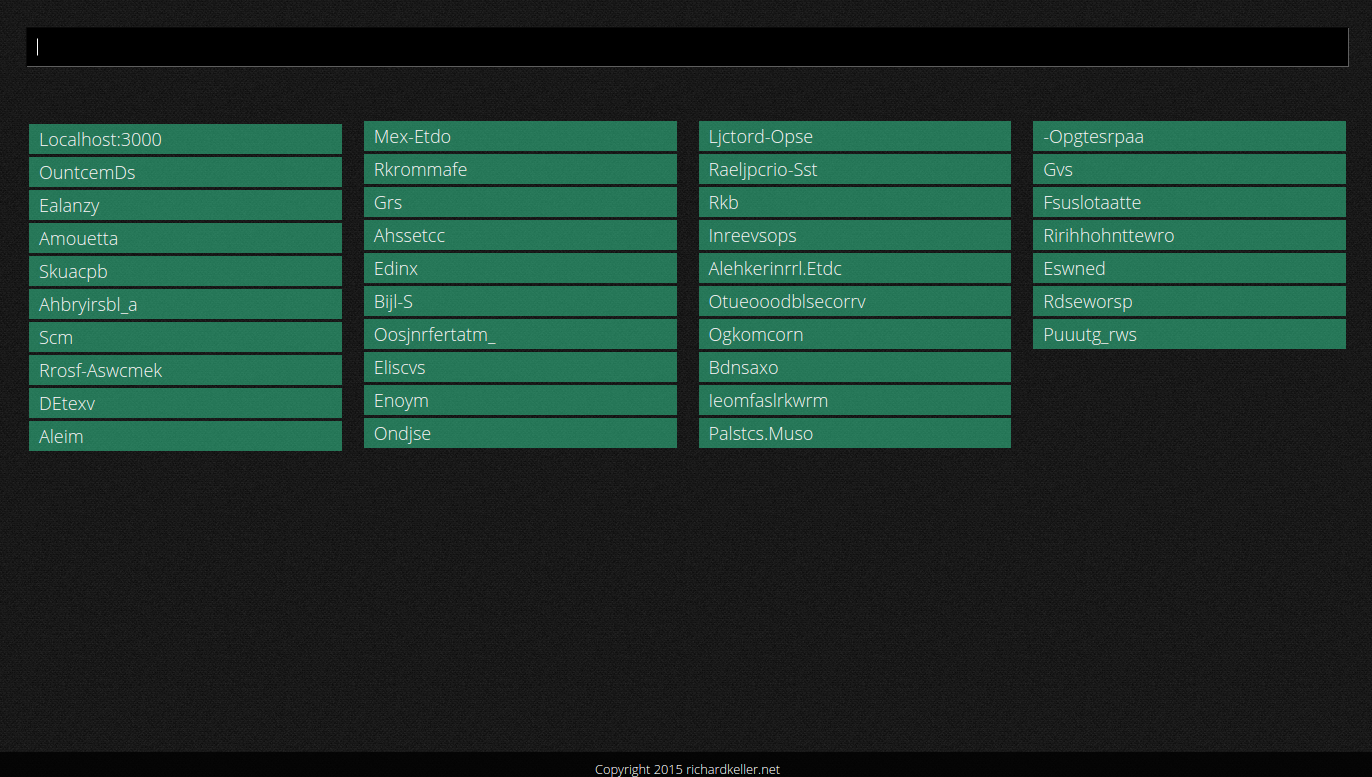 Localhost:3000
OuntcemDs
Ealanzy
Amouetta
Skuacpb
Ahbryirsbl_a
Scm
Rrosf-Aswcmek
DEtexv
Aleim
Mex-Etdo
Rkrommafe
Grs
Ahssetcc
Edinx
Bijl-S
Oosjnrfertatm_
Eliscvs
Enoym
Ondjse
Ljctord-Opse
Raeljpcrio-Sst
Rkb
Inreevsops
Alehkerinrrl.Etdc
Otueooodblsecorrv
Ogkomcorn
Bdnsaxo
Ieomfaslrkwrm
Palstcs.Muso
-Opgtesrpaa
Gvs
Fsuslotaatte
Ririhhohnttewro
Eswned
Rdseworsp
Puuutg_rws
Copyright 2015 richardkeller.net